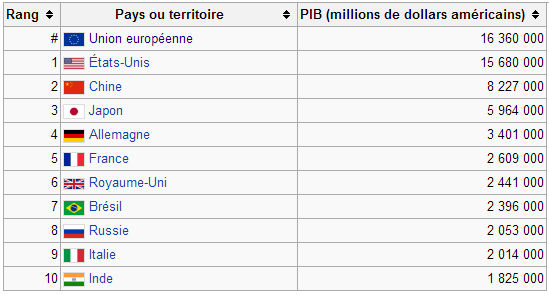 Rang Pays ou territoire PIB (millions de dollars américains)
# Union européenne 16 360 000
1 États-Unis 15 680 000
2 Chine 8 227 000
3 Japon 5 964 000
4 Allemagne 3 401 000
5 France 2 609 000
6 Royaume-Uni 2 441 000
7 Brésil 2 396 000
8 Russie 2 053 000
9 Italie 2 014 000
10 Inde 1 825 000